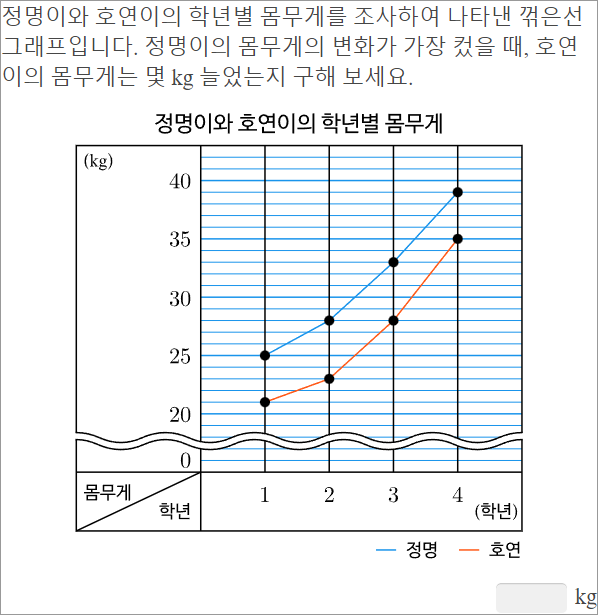 정명이와 호연이의 학년별 몸무게를 조사하여 나타낸 꺾은선
그래프입니다. 정명이의 몸무게의 변화가 가장 컸을 때, 호연
이의 몸무게는 몇 kg 늘었는지 구해 보세요.
정명이와 호연이의 학년별 몸무게
(kg)
40
35
30
25
20
0
몸무게
학년
1 2 3 4 (학년)
정명 호연
kg